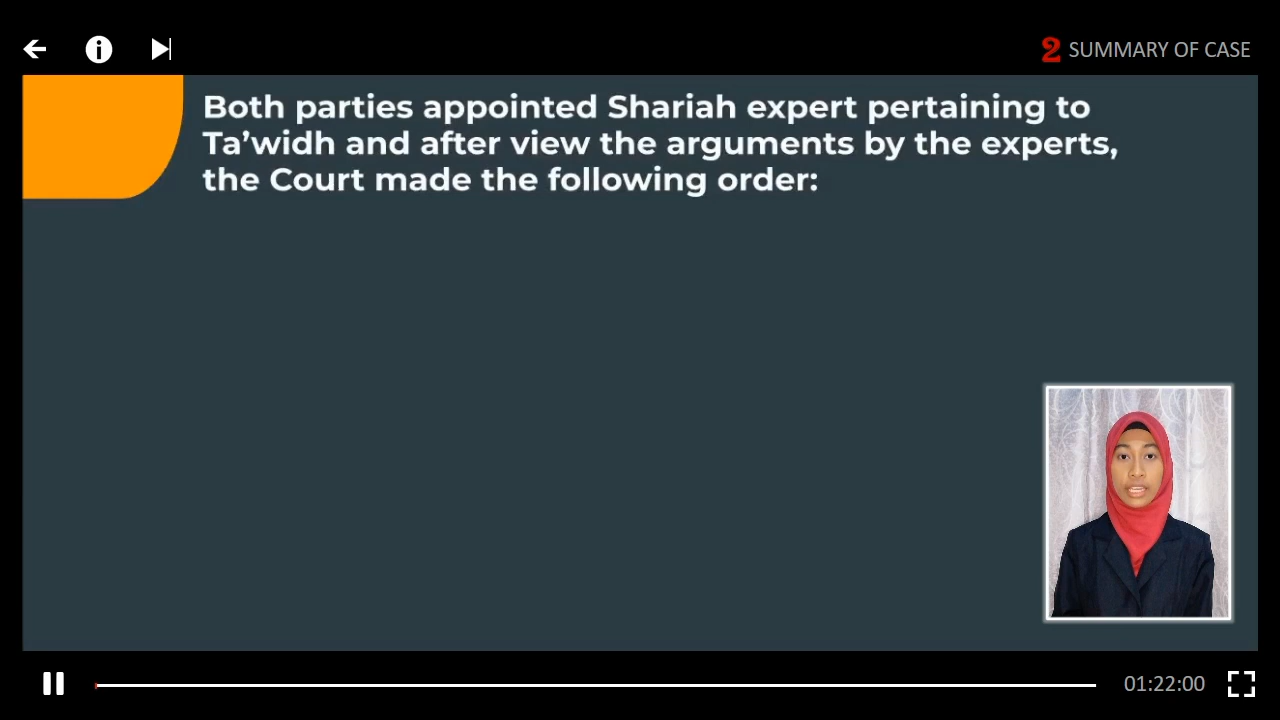 2 SUMMARY OF CASE
Both parties appointed Shariah expert pertaining to
Ta’widh and after view the arguments by the experts,
the Court made the following order:
01:22:00